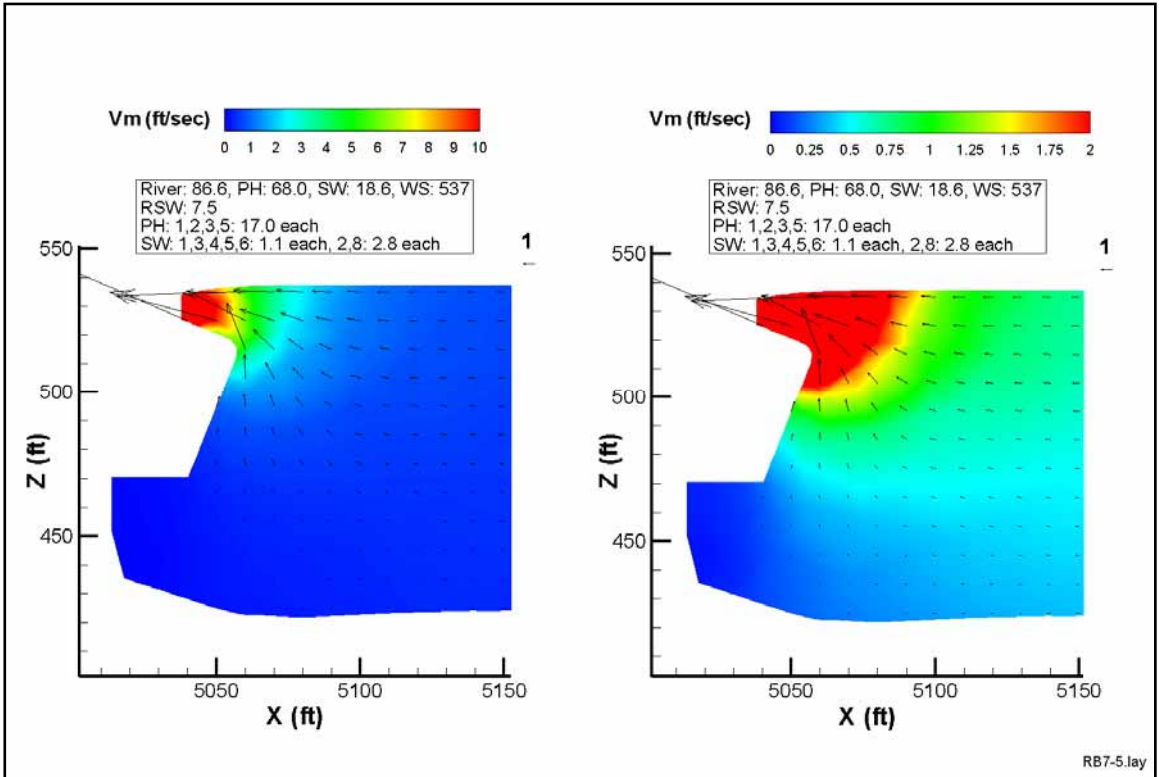 Vm (ft/sec)
0 1 2 3 4 5 6 7 8 9 10
River: 86.6, PH: 68.0, SW: 18.6, WS: 537
RSW: 7.5
PH: 1,2,3,5: 17.0 each
SW: 1,3,4,5,6: 1.1 each, 2,8: 2.8 each
1
550
500
450
Z (ft)
5050 5100 5150
X (ft)
Vm (ft/sec)
0 0.25 0.5 0.75 1 1.25 1.5 1.75 2
River: 86.6, PH: 68.0, SW: 18.6, WS: 537
RSW: 7.5
PH: 1,2,3,5: 17.0 each
SW: 1,3,4,5,6: 1.1 each, 2,8: 2.8 each
1
550
500
450
Z (ft)
5050 5100 5150
X (ft)
RB7-5.lay